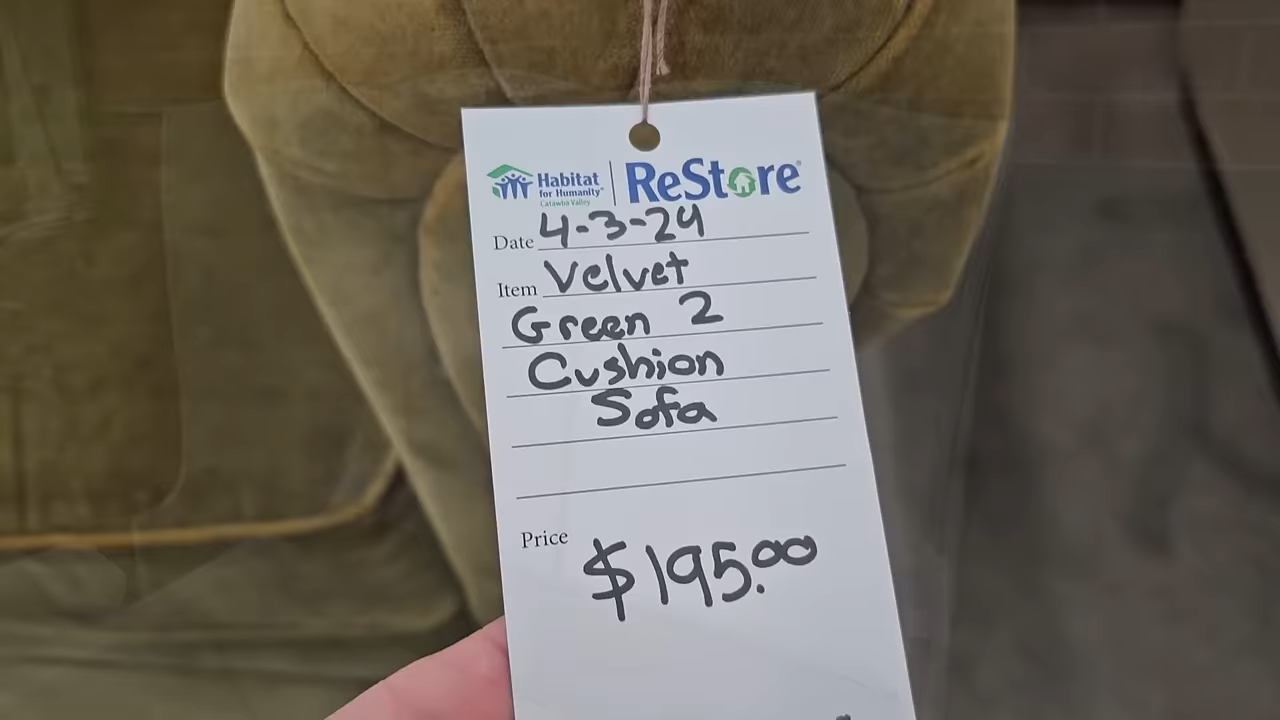 Habitat for Humanity® Catawba Valley | ReStore®
Date 4-3-24
Item Velvet
Green 2
Cushion
Sofa
Price $195.00